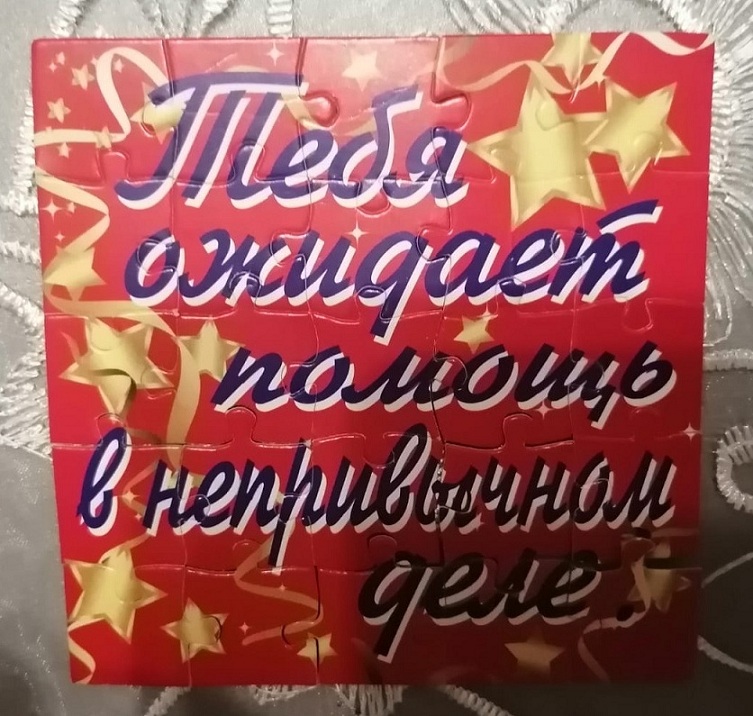 Тебя
ожидает
помощь
в непривычном
деле.